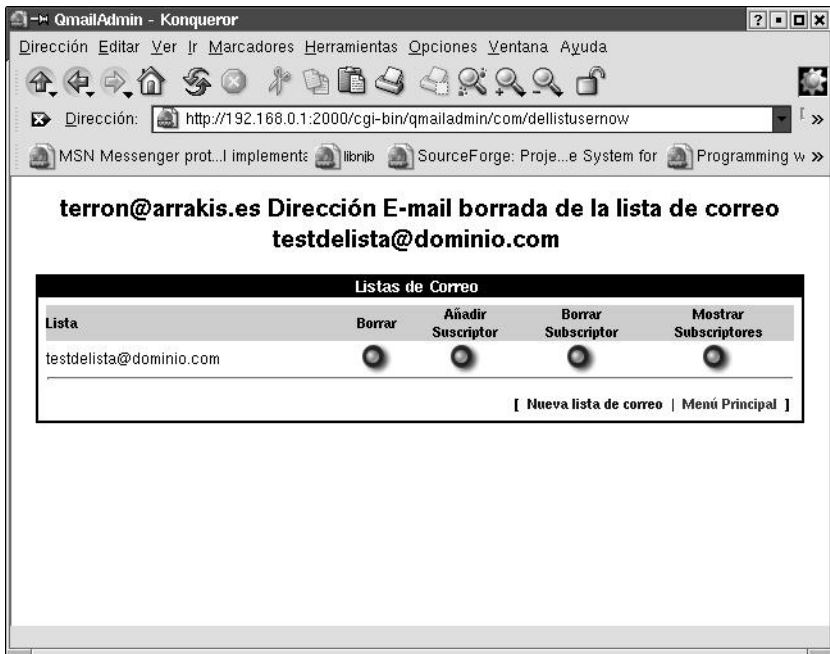 QmailAdmin - Konqueror
Dirección Editar Ver Ir Marcadores Herramientas Opciones Ventana Ayuda
Dirección: http://192.168.0.1:2000/cgi-bin/qmailadmin/com/dellistusernow
MSN Messenger prot...l implementa libnjb SourceForge: Proje...e System for Programming w
terron@arrakis.es Dirección E-mail borrada de la lista de correo
testdelista@dominio.com
Listas de Correo
Lista Borrar Añadir Suscriptor Borrar Subscriptor Mostrar Subscriptores
testdelista@dominio.com
[ Nueva lista de correo | Menú Principal ]